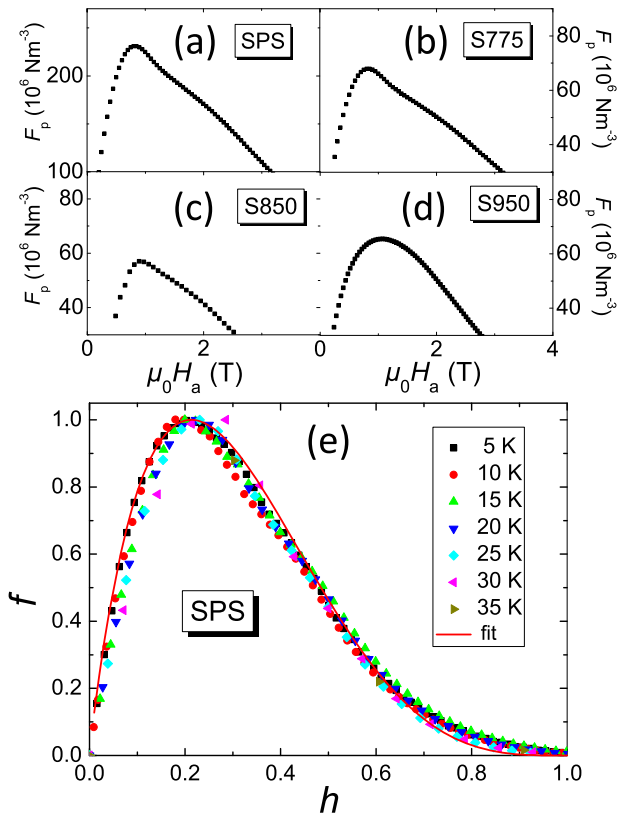 (a) SPS
(b) S775
F_p (10^6 Nm^-3)
200
100
F_p (10^6 Nm^-3)
80
60
40
(c) S850
(d) S950
F_p (10^6 Nm^-3)
80
60
40
F_p (10^6 Nm^-3)
80
60
40
0 2 0 2 4
μ_0H_a (T) μ_0H_a (T)
(e)
1.0
0.8
0.6
0.4
0.2
0.0
f
5 K
10 K
15 K
20 K
25 K
30 K
35 K
fit
SPS
0.0 0.2 0.4 0.6 0.8 1.0
h